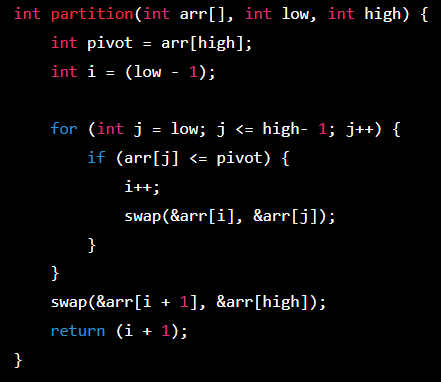 int partition(int arr[], int low, int high) {
    int pivot = arr[high];
    int i = (low - 1);

    for (int j = low; j <= high- 1; j++) {
        if (arr[j] <= pivot) {
            i++;
            swap(&arr[i], &arr[j]);
        }
    }
    swap(&arr[i + 1], &arr[high]);
    return (i + 1);
}